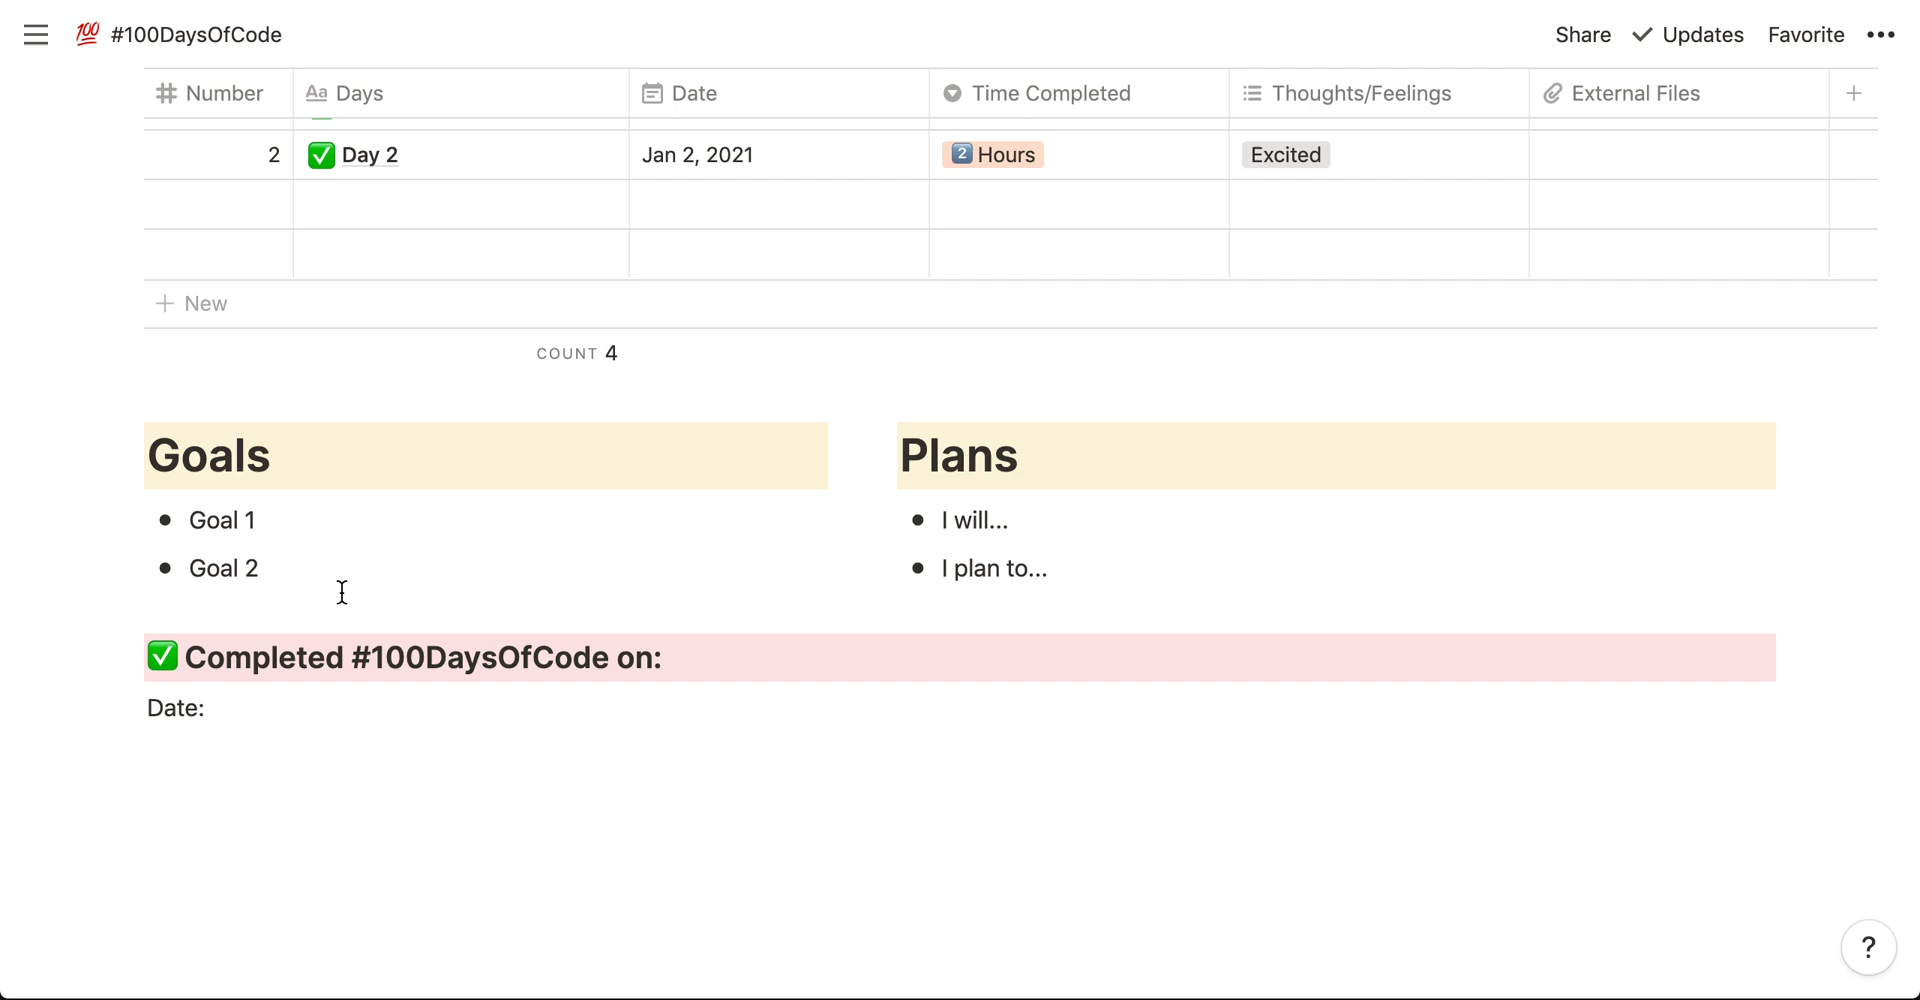 💯 #100DaysOfCode Share ✓ Updates Favorite •••
# Number Aa Days Date Time Completed Thoughts/Feelings External Files +
2 ✅ Day 2 Jan 2, 2021 2️⃣ Hours Excited
+ New
COUNT 4
Goals
• Goal 1
• Goal 2
Plans
• I will...
• I plan to...
✅ Completed #100DaysOfCode on:
Date:
?